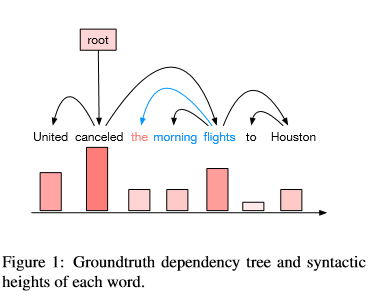 root
United canceled the morning flights to Houston
Figure 1: Groundtruth dependency tree and syntactic
heights of each word.